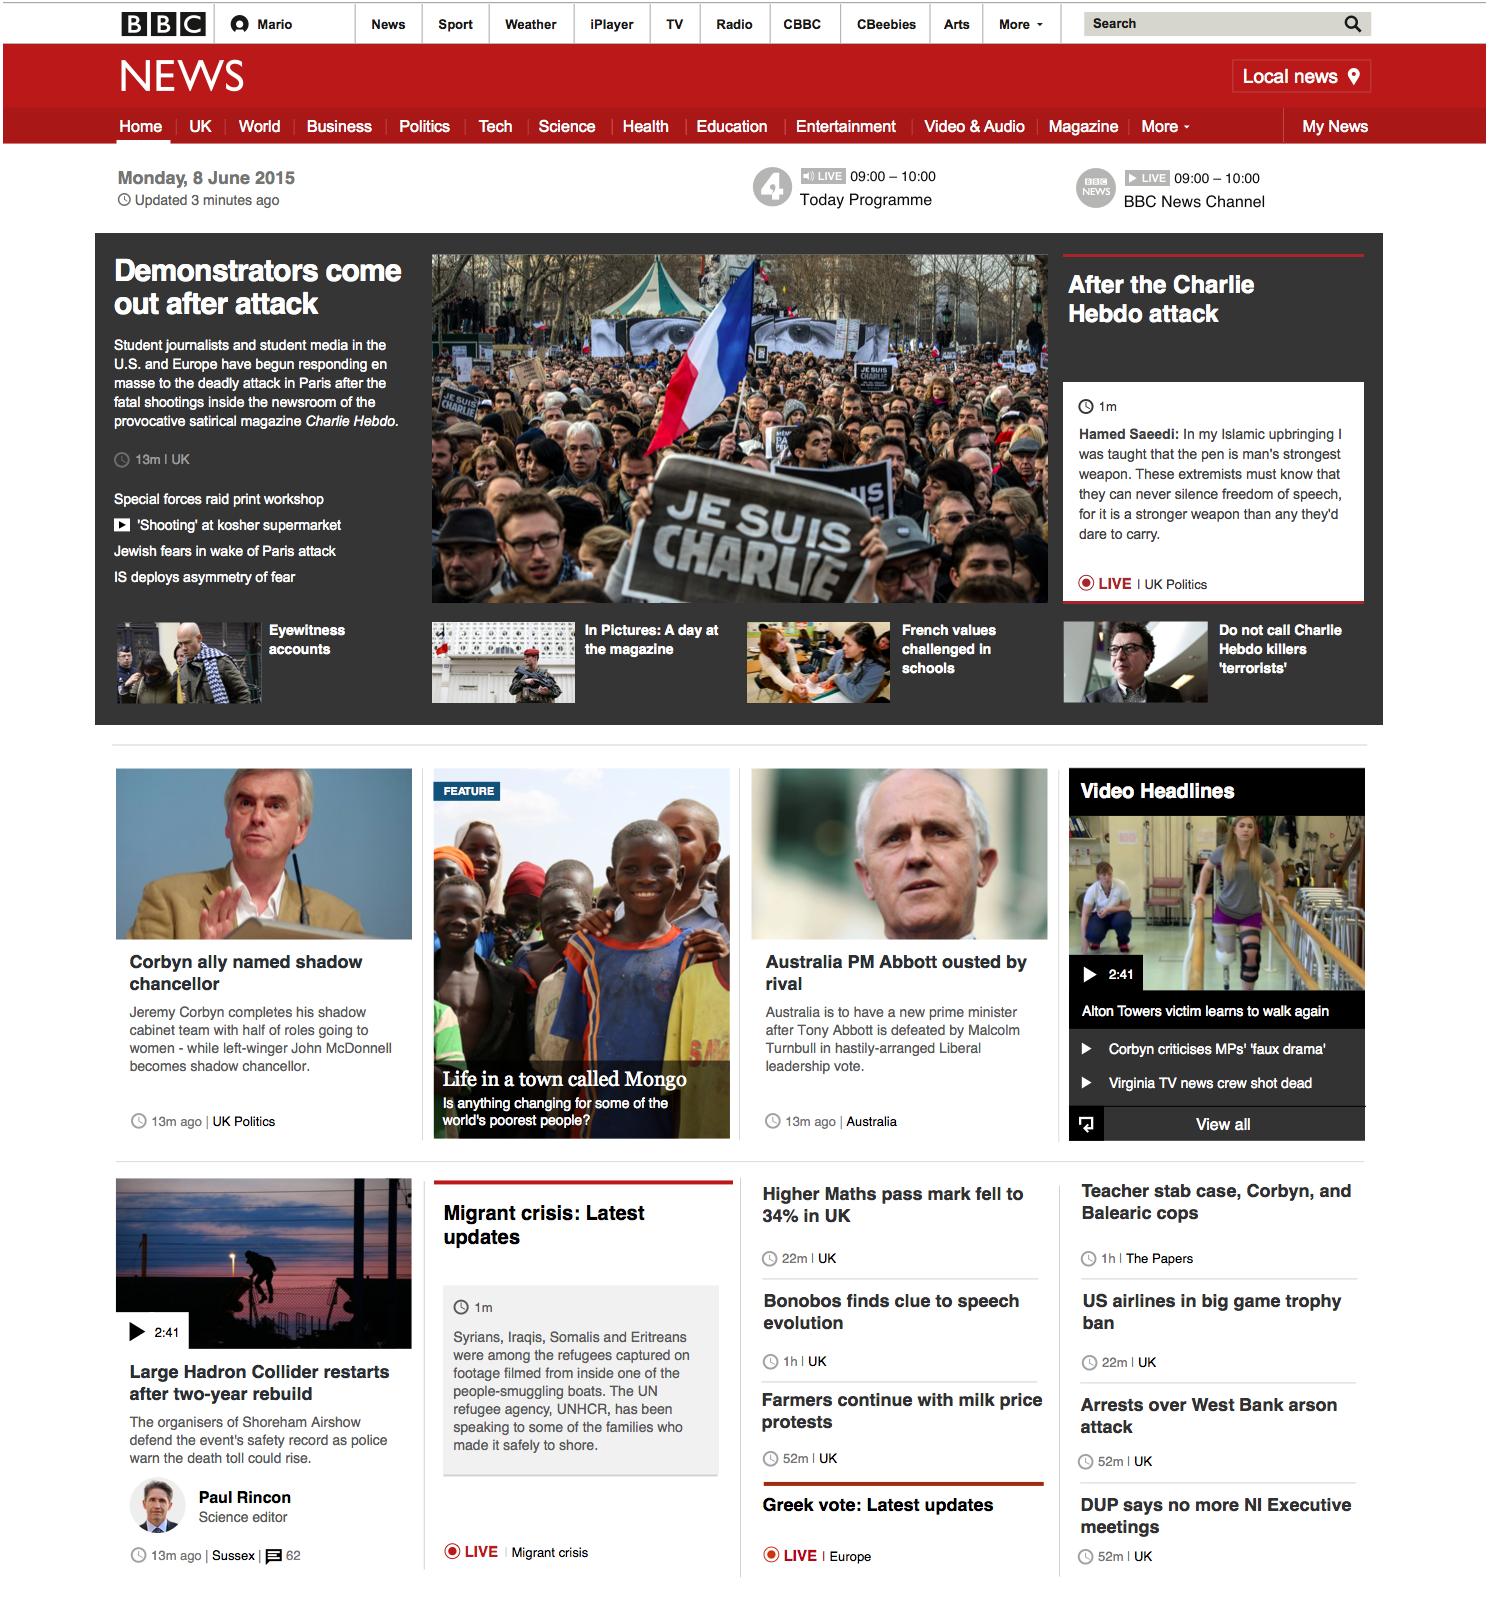 BBC
Mario
News
Sport
Weather
iPlayer
TV
Radio
CBBC
CBeebies
Arts
More
Search
NEWS
Local news
Home
UK
World
Business
Politics
Tech
Science
Health
Education
Entertainment
Video & Audio
Magazine
More
My News
Monday, 8 June 2015
Updated 3 minutes ago
4
LIVE 09:00 – 10:00
Today Programme
BBC
NEWS
LIVE 09:00 – 10:00
BBC News Channel
Demonstrators come
out after attack
Student journalists and student media in the
U.S. and Europe have begun responding en
masse to the deadly attack in Paris after the
fatal shootings inside the newsroom of the
provocative satirical magazine Charlie Hebdo.
13m | UK
Special forces raid print workshop
'Shooting' at kosher supermarket
Jewish fears in wake of Paris attack
IS deploys asymmetry of fear
JE SUIS
CHARLIE
JE SUIS
CHARLIE
JE SUIS
CHARLIE
After the Charlie
Hebdo attack
1m
Hamed Saeedi: In my Islamic upbringing I
was taught that the pen is man's strongest
weapon. These extremists must know that
they can never silence freedom of speech,
for it is a stronger weapon than any they'd
dare to carry.
LIVE | UK Politics
Eyewitness
accounts
In Pictures: A day at
the magazine
French values
challenged in
schools
Do not call Charlie
Hebdo killers
'terrorists'
Corbyn ally named shadow
chancellor
Jeremy Corbyn completes his shadow
cabinet team with half of roles going to
women - while left-winger John McDonnell
becomes shadow chancellor.
13m ago | UK Politics
FEATURE
Life in a town called Mongo
Is anything changing for some of the
world's poorest people?
Australia PM Abbott ousted by
rival
Australia is to have a new prime minister
after Tony Abbott is defeated by Malcolm
Turnbull in hastily-arranged Liberal
leadership vote.
13m ago | Australia
Video Headlines
2:41
Alton Towers victim learns to walk again
Corbyn criticises MPs' 'faux drama'
Virginia TV news crew shot dead
View all
2:41
Large Hadron Collider restarts
after two-year rebuild
The organisers of Shoreham Airshow
defend the event's safety record as police
warn the death toll could rise.
Paul Rincon
Science editor
13m ago | Sussex | 62
Migrant crisis: Latest
updates
1m
Syrians, Iraqis, Somalis and Eritreans
were among the refugees captured on
footage filmed from inside one of the
people-smuggling boats. The UN
refugee agency, UNHCR, has been
speaking to some of the families who
made it safely to shore.
LIVE | Migrant crisis
Higher Maths pass mark fell to
34% in UK
22m | UK
Bonobos finds clue to speech
evolution
1h | UK
Farmers continue with milk price
protests
52m | UK
Greek vote: Latest updates
LIVE | Europe
Teacher stab case, Corbyn, and
Balearic cops
1h | The Papers
US airlines in big game trophy
ban
22m | UK
Arrests over West Bank arson
attack
52m | UK
DUP says no more NI Executive
meetings
52m | UK